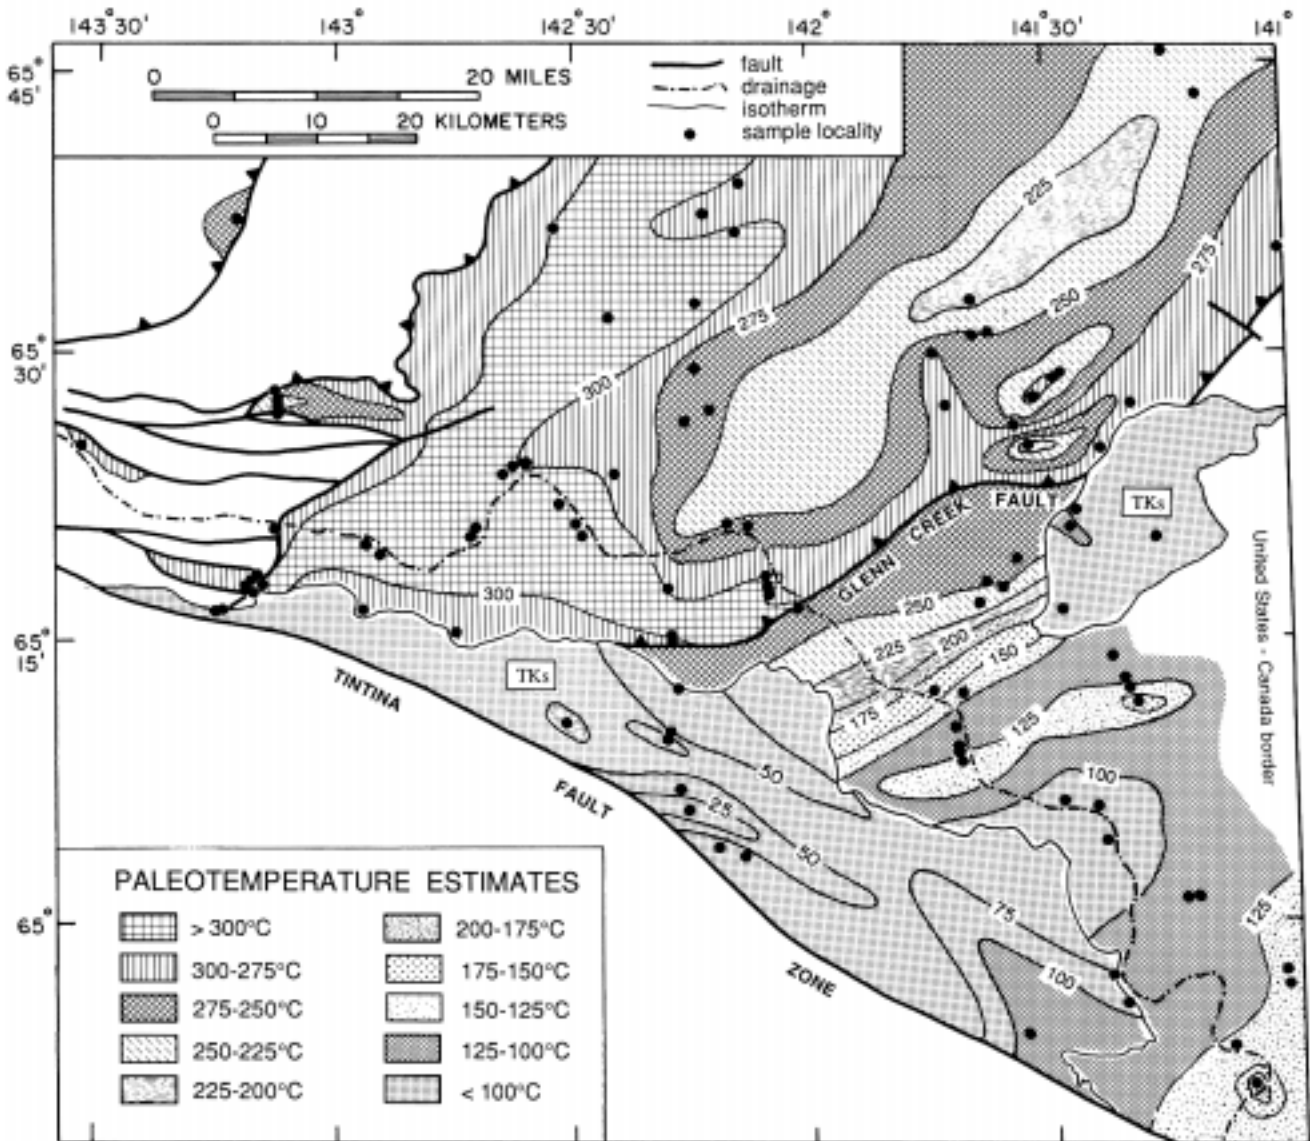 143° 30'
143°
142° 30'
142°
141° 30'
141°
65° 45'
0 20 MILES
0 10 20 KILOMETERS
fault
drainage
isotherm
sample locality
225
275
250
275
65° 30'
300
GLENN CREEK FAULT
TKs
300
250
225
200
150
175
65° 15'
TKs
TINTINA FAULT ZONE
125
United States - Canada border
50
100
25
50
75
125
100
65°
PALEOTEMPERATURE ESTIMATES
> 300°C
200-175°C
300-275°C
175-150°C
275-250°C
150-125°C
250-225°C
125-100°C
225-200°C
< 100°C